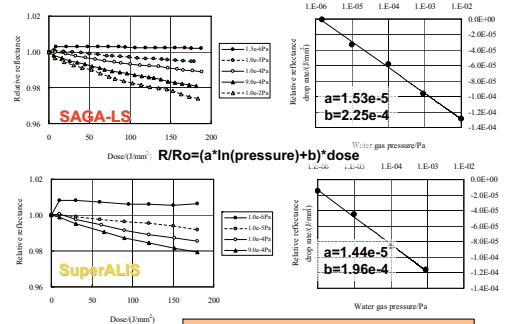 1.02
1.00
0.98
0.96
Relative reflectance
SAGA-LS
0 50 100 150 200
Dose/(J/mm²)
1.5e-6Pa
1.0e-5Pa
1.0e-4Pa
9.0e-4Pa
1.0e-2Pa
1.E-06 1.E-05 1.E-04 1.E-03 1.E-02
0.0E+00
-2.0E-05
-4.0E-05
-6.0E-05
-8.0E-05
-1.0E-04
-1.2E-04
-1.4E-04
Relative reflectance
drop rate/(J/mm²)
a=1.53e-5
b=2.25e-4
Water gas pressure/Pa
R/Ro=(a*ln(pressure)+b)*dose
1.02
1.00
0.98
0.96
Relative reflectance
SuperALIS
0 50 100 150 200
Dose/(J/mm²)
1.0e-6Pa
1.0e-5Pa
1.0e-4Pa
9.0e-4Pa
1.E-06 1.E-05 1.E-04 1.E-03 1.E-02
0.0E+00
-2.0E-05
-4.0E-05
-6.0E-05
-8.0E-05
-1.0E-04
-1.2E-04
-1.4E-04
Relative reflectance
drop rate/(J/mm²)
a=1.44e-5
b=1.96e-4
Water gas pressure/Pa